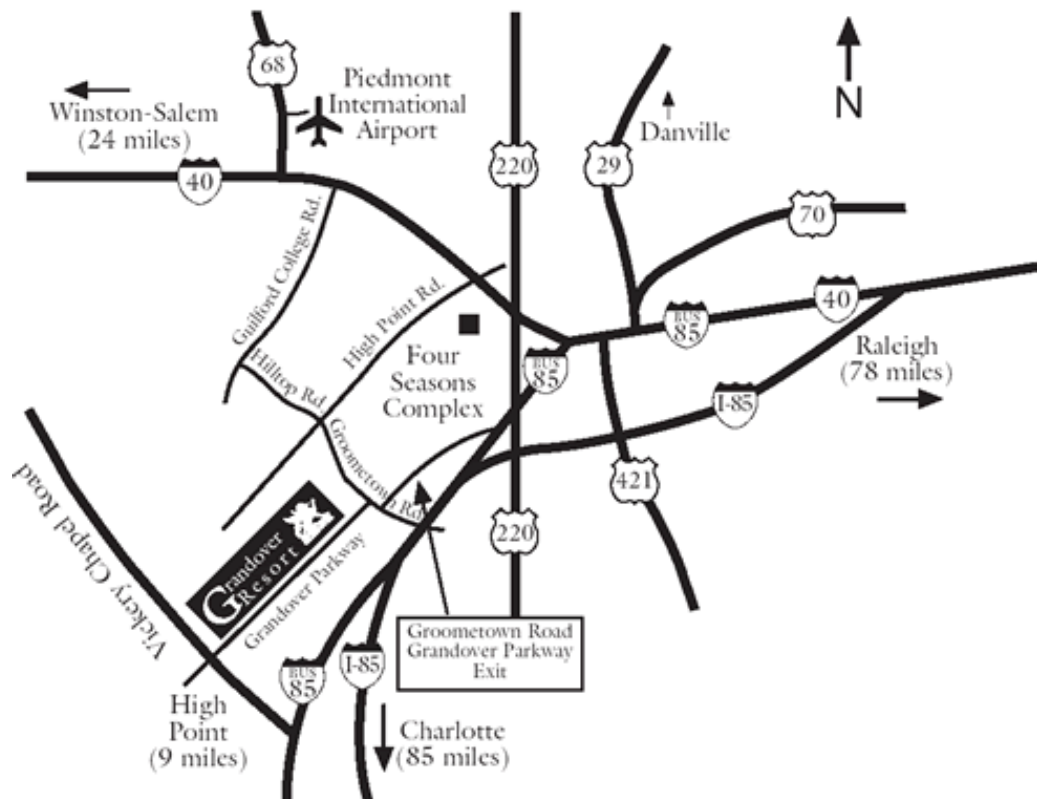 68
Piedmont
International
Airport
Winston-Salem
(24 miles)
40
220
29
Danville
N
70
Guilford College Rd.
High Point Rd.
40
BUS
85
Raleigh
(78 miles)
Hilltop Rd
Four
Seasons
Complex
BUS
85
I-85
Groometown Rd.
421
Vickery Chapel Road
Grandover
Resort
Grandover Parkway
220
Groometown Road
Grandover Parkway
Exit
BUS
85
I-85
High
Point
(9 miles)
Charlotte
(85 miles)